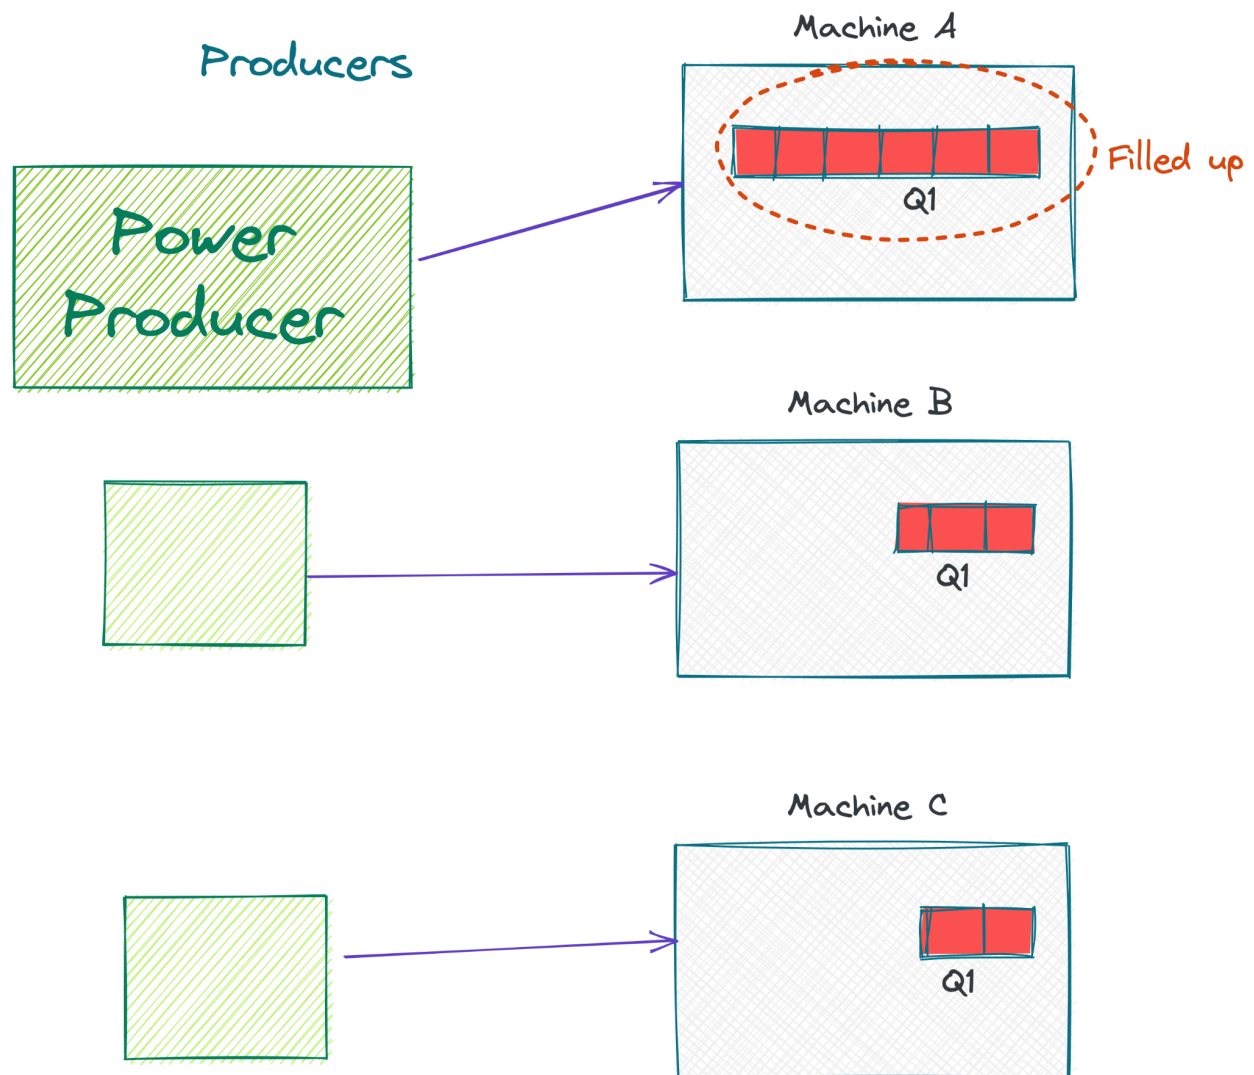 Producers
Machine A
Power
Producer
Q1
Filled up
Machine B
Q1
Machine C
Q1